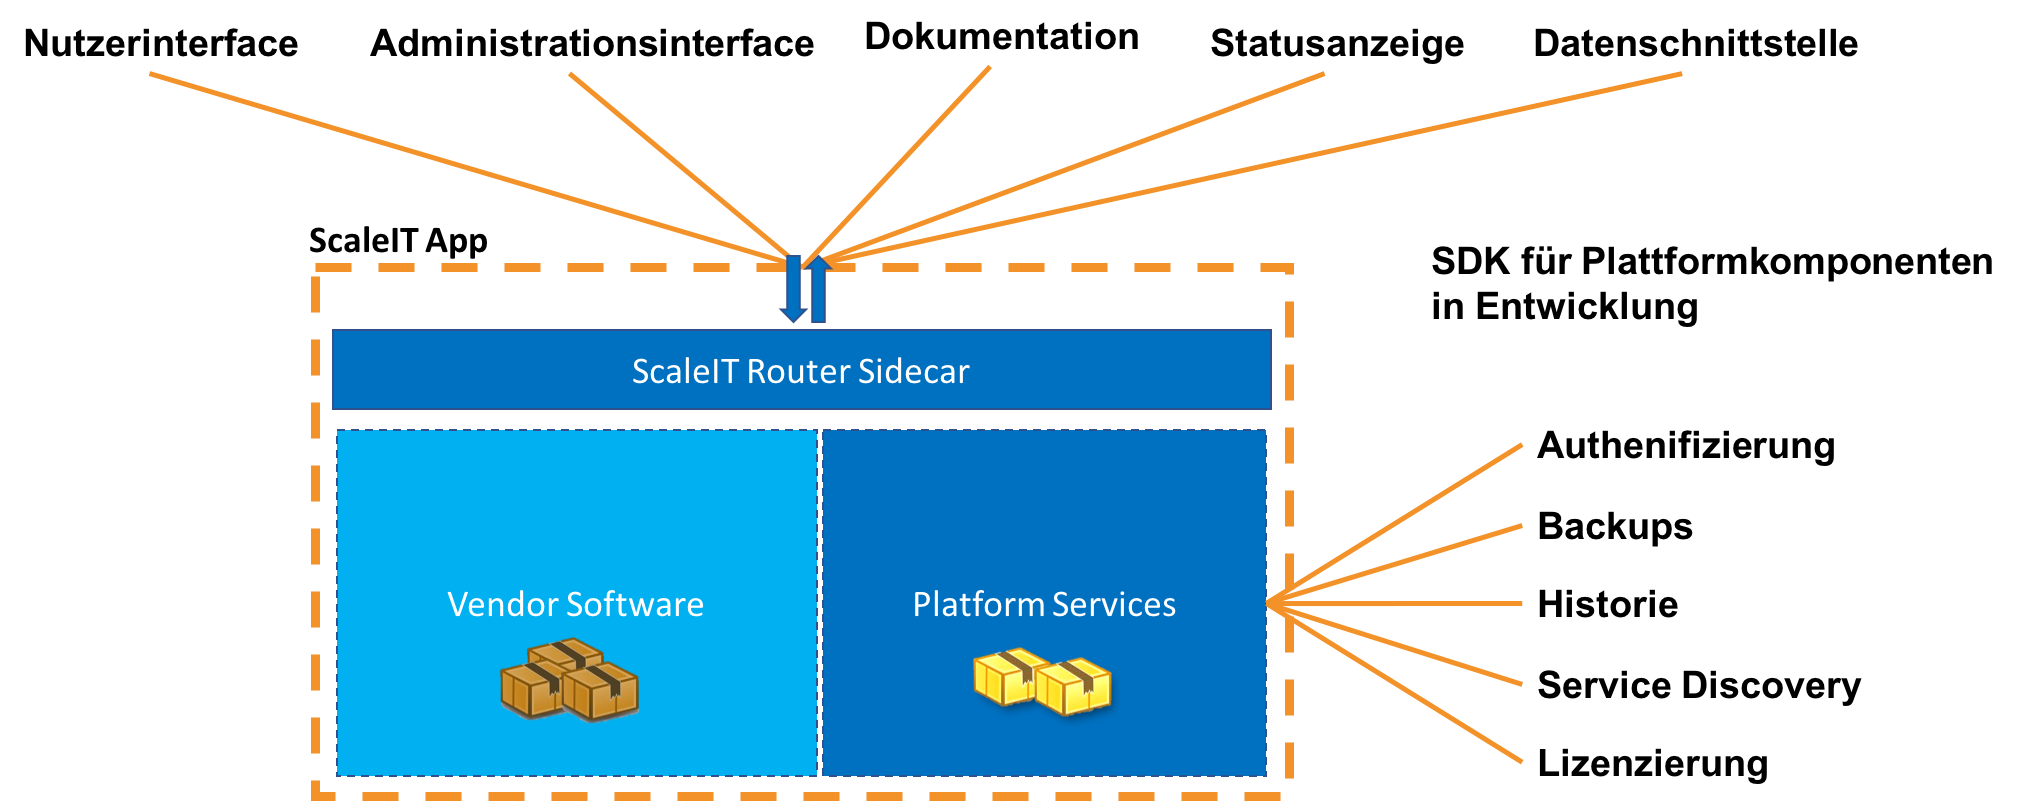 Nutzerinterface
Administrationsinterface
Dokumentation
Statusanzeige
Datenschnittstelle
ScaleIT App
SDK für Plattformkomponenten
in Entwicklung
ScaleIT Router Sidecar
Authenifizierung
Backups
Vendor Software
Platform Services
Historie
Service Discovery
Lizenzierung